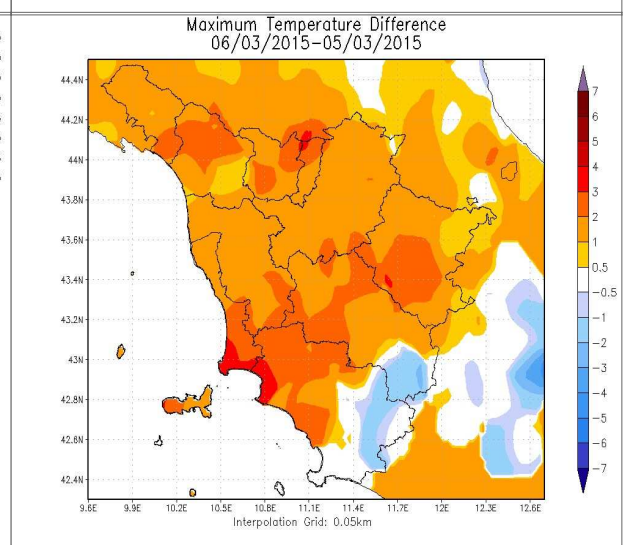 Maximum Temperature Difference
06/03/2015-05/03/2015
44.4N
44.2N
44N
43.8N
43.6N
43.4N
43.2N
43N
42.8N
42.6N
42.4N
9.6E 9.9E 10.2E 10.5E 10.8E 11.1E 11.4E 11.7E 12E 12.3E 12.6E
Interpolation Grid: 0.05km
7
6
5
4
3
2
1
0.5
-0.5
-1
-2
-3
-4
-5
-6
-7